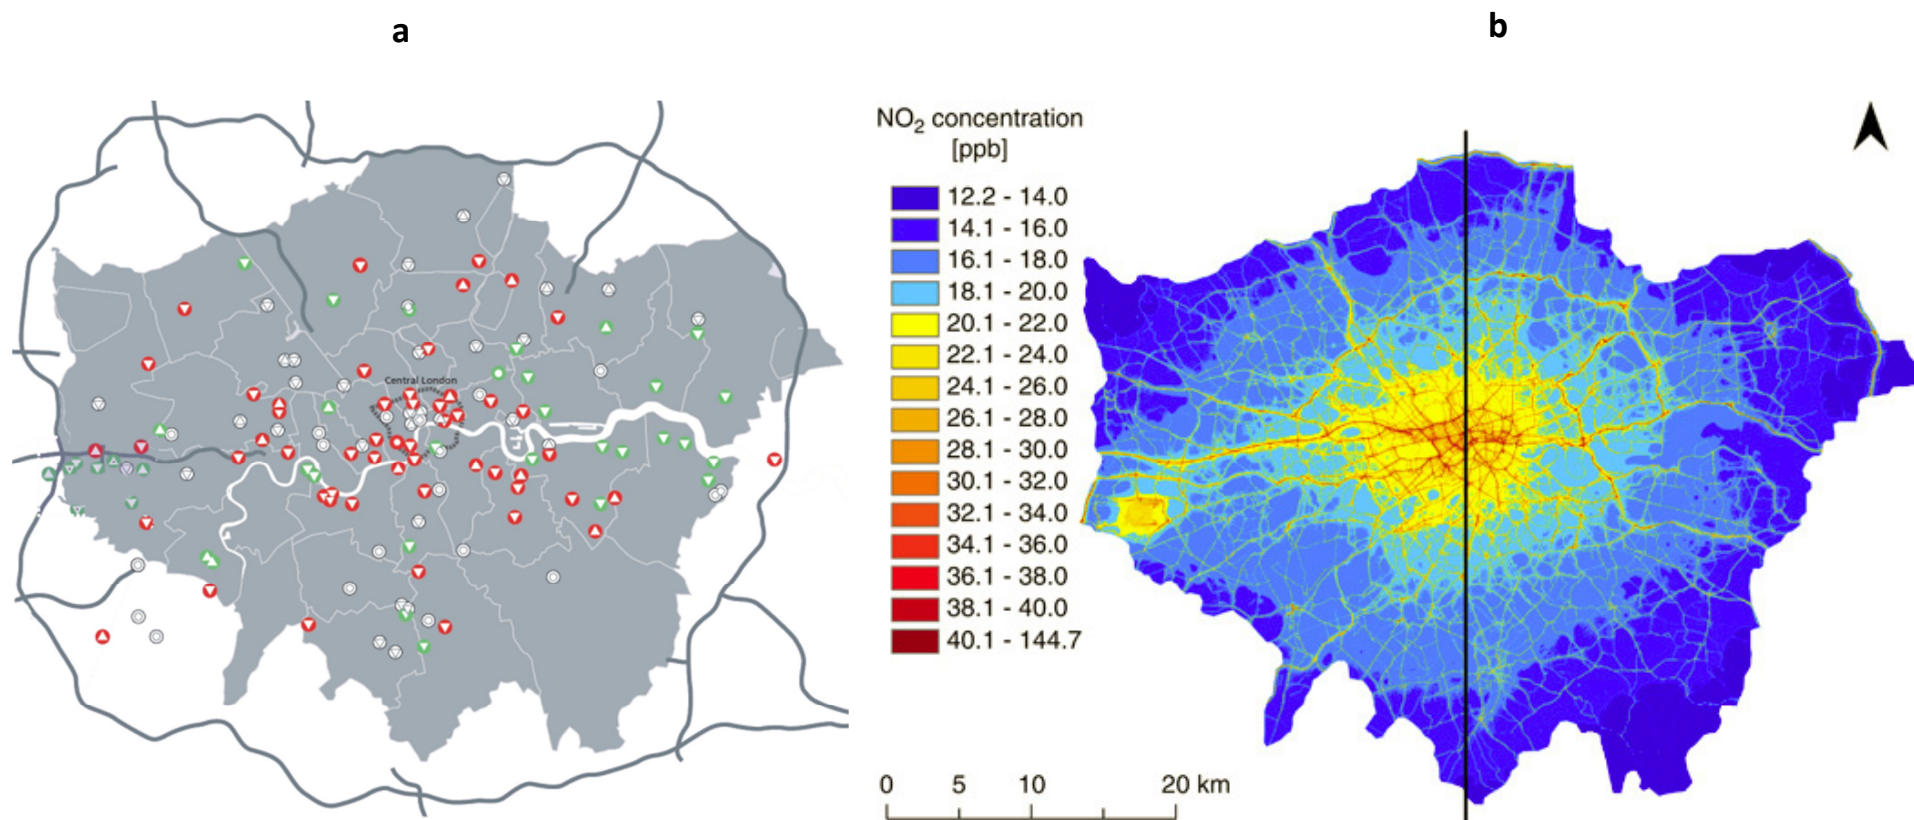 a
b
Central London
NO2 concentration
[ppb]
12.2 - 14.0
14.1 - 16.0
16.1 - 18.0
18.1 - 20.0
20.1 - 22.0
22.1 - 24.0
24.1 - 26.0
26.1 - 28.0
28.1 - 30.0
30.1 - 32.0
32.1 - 34.0
34.1 - 36.0
36.1 - 38.0
38.1 - 40.0
40.1 - 144.7
0 5 10 20 km